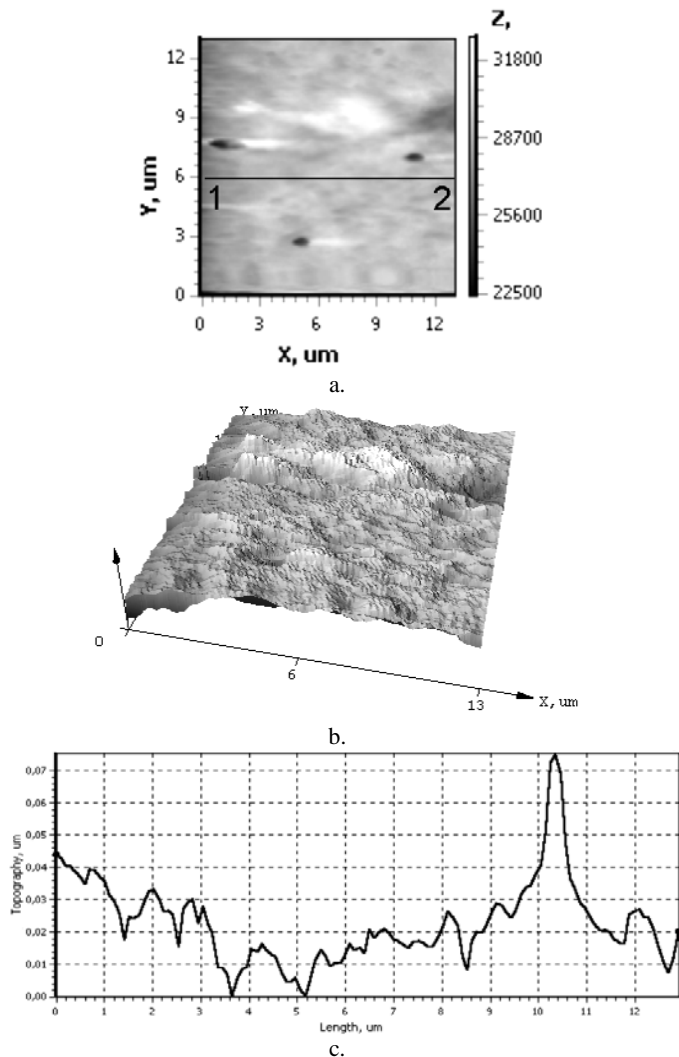 Z,
12
9
6
3
0
Y, um
1
2
31800
28700
25600
22500
0 3 6 9 12
X, um
a.
Y, um
O
6
13
X, um
b.
0,07
0,06
0,05
0,04
0,03
0,02
0,01
0,00
Topography, um
0 1 2 3 4 5 6 7 8 9 10 11 12
Length, um
c.